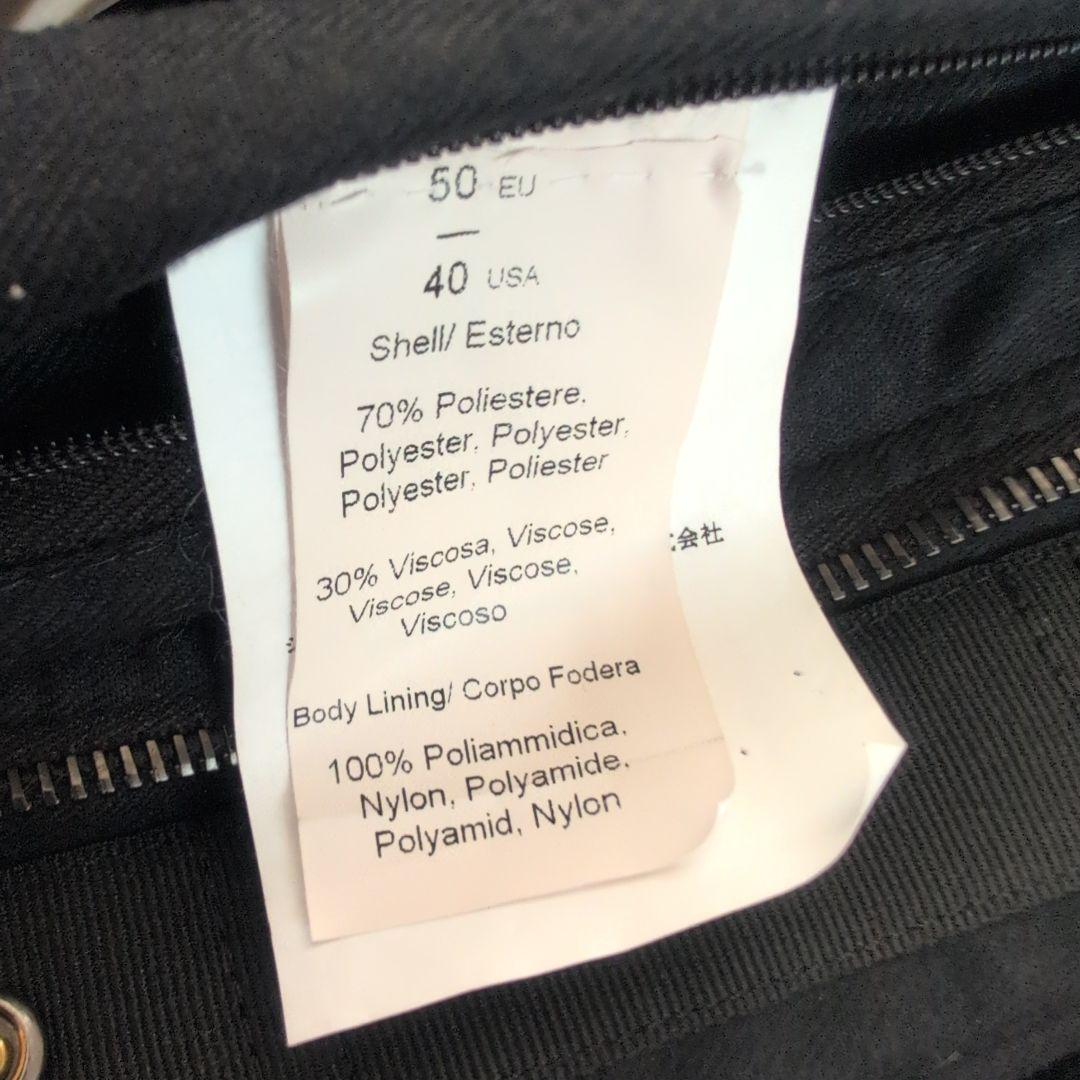 50 EU
40 USA
Shell/ Esterno
70% Poliestere,
Polyester, Polyester,
Polyester, Poliester
30% Viscosa, Viscose,
Viscose, Viscose,
Viscoso
会社
Body Lining/ Corpo Fodera
100% Poliammidica,
Nylon, Polyamide,
Polyamid, Nylon